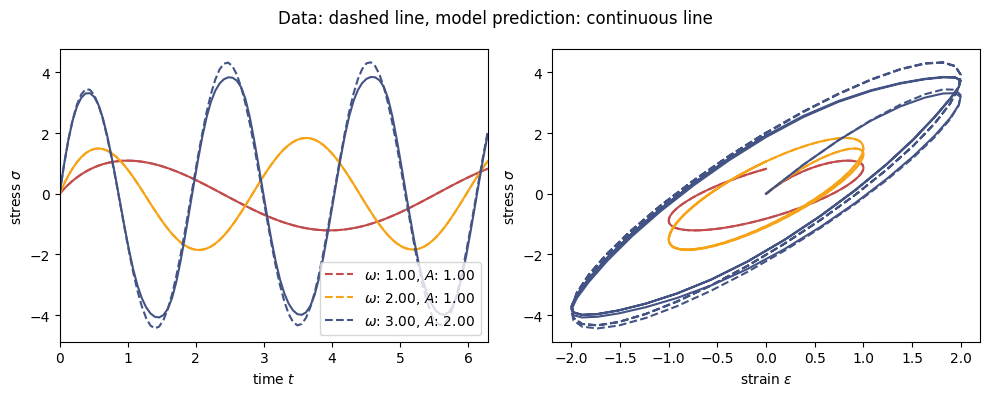 Data: dashed line, model prediction: continuous line
stress σ
4
2
0
−2
−4
ω: 1.00, A: 1.00
ω: 2.00, A: 1.00
ω: 3.00, A: 2.00
0 1 2 3 4 5 6
time t
stress σ
4
2
0
−2
−4
−2.0 −1.5 −1.0 −0.5 0.0 0.5 1.0 1.5 2.0
strain ε